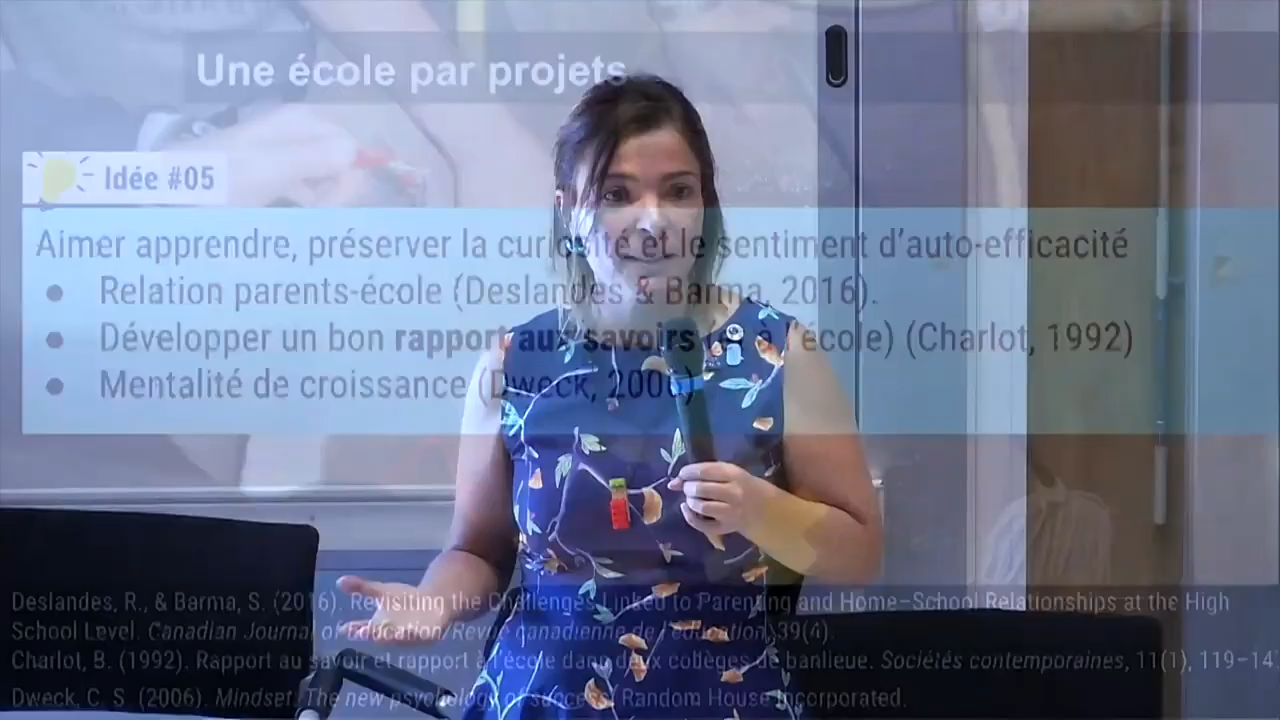 Une école par projets
Idée #05
Aimer apprendre, préserver la curiosité et le sentiment d'auto-efficacité
● Relation parents-école (Deslandes & Barma, 2016).
● Développer un bon rapport aux savoirs (et à l'école) (Charlot, 1992)
● Mentalité de croissance (Dweck, 2006)
Deslandes, R., & Barma, S. (2016). Revisiting the Challenges Linked to Parenting and Home–School Relationships at the High
School Level. Canadian Journal of Education/Revue canadienne de l'éducation, 39(4).
Charlot, B. (1992). Rapport au savoir et rapport à l'école dans deux collèges de banlieue. Sociétés contemporaines, 11(1), 119–14
Dweck, C. S. (2006). Mindset: The new psychology of success. Random House Incorporated.